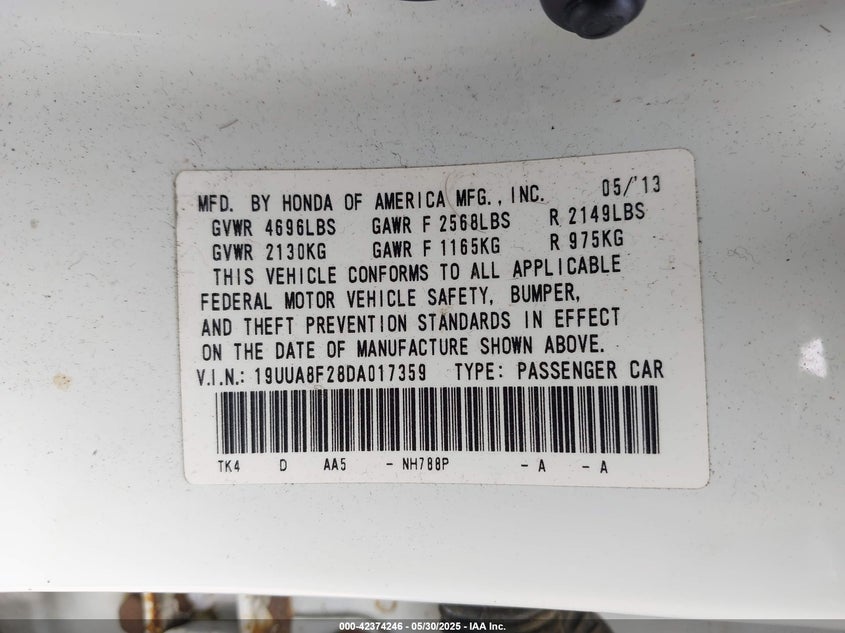 MFD. BY HONDA OF AMERICA MFG., INC. 05/'13
GVWR 4696LBS GAWR F 2568LBS R 2149LBS
GVWR 2130KG GAWR F 1165KG R 975KG
THIS VEHICLE CONFORMS TO ALL APPLICABLE
FEDERAL MOTOR VEHICLE SAFETY, BUMPER,
AND THEFT PREVENTION STANDARDS IN EFFECT
ON THE DATE OF MANUFACTURE SHOWN ABOVE.
V.I.N.: 19UUA8F28DA017359 TYPE: PASSENGER CAR
TK4 D AA5 - NH788P - A - A
000-42374246 - 05/30/2025 - IAA Inc.